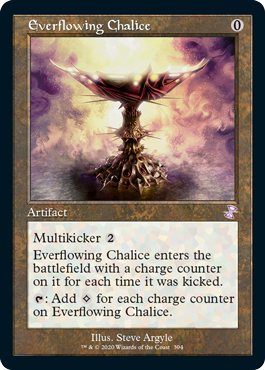 Everflowing Chalice 0
Artifact
Multikicker 2
Everflowing Chalice enters the
battlefield with a charge counter
on it for each time it was kicked.
: Add for each charge counter
on Everflowing Chalice.
Illus. Steve Argyle
™ & © 2020 Wizards of the Coast 394